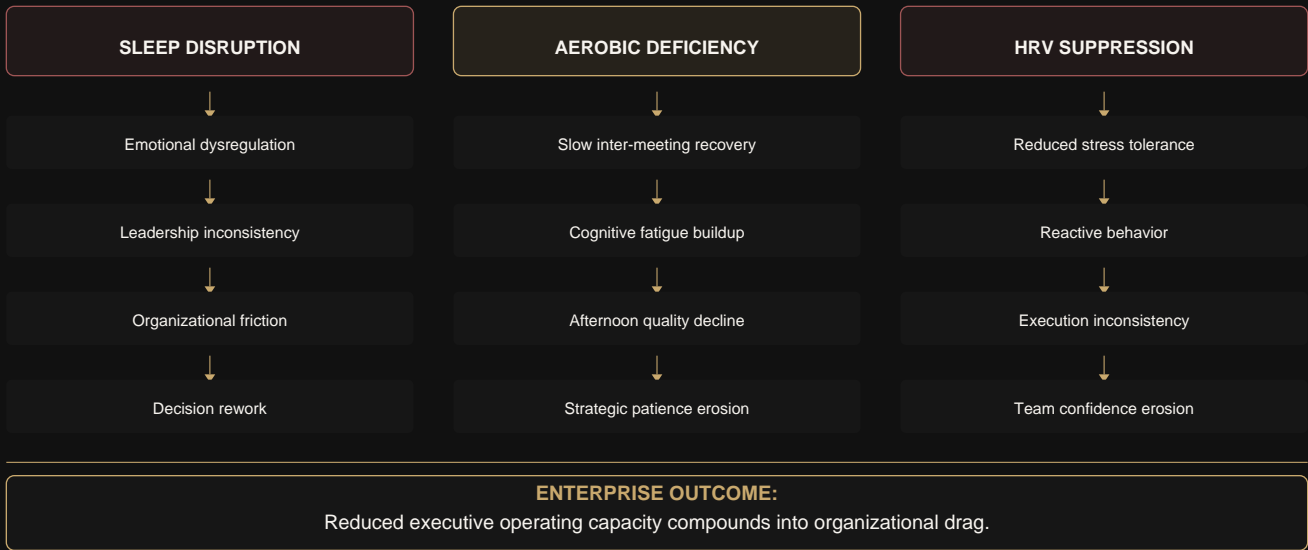 SLEEP DISRUPTION
Emotional dysregulation
Leadership inconsistency
Organizational friction
Decision rework
AEROBIC DEFICIENCY
Slow inter-meeting recovery
Cognitive fatigue buildup
Afternoon quality decline
Strategic patience erosion
HRV SUPPRESSION
Reduced stress tolerance
Reactive behavior
Execution inconsistency
Team confidence erosion
ENTERPRISE OUTCOME:
Reduced executive operating capacity compounds into organizational drag.